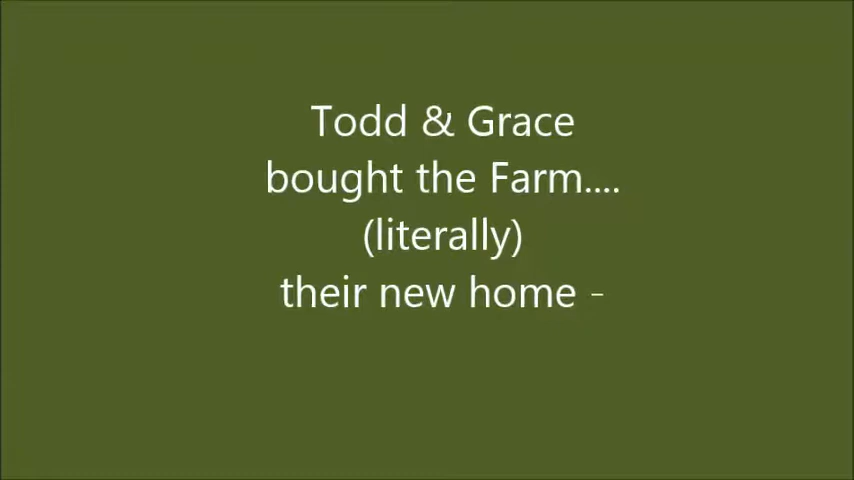 Todd & Grace
bought the Farm....
(literally)
their new home -